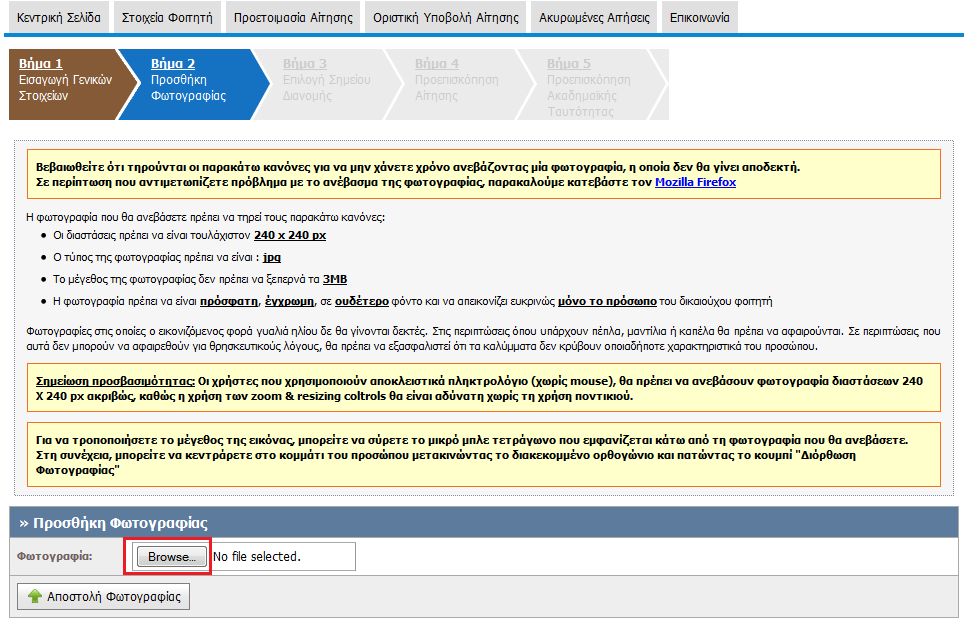 Κεντρική Σελίδα Στοιχεία Φοιτητή Προετοιμασία Αίτησης Οριστική Υποβολή Αίτησης Ακυρωμένες Αιτήσεις Επικοινωνία
Βήμα 1
Εισαγωγή Γενικών
Στοιχείων
Βήμα 2
Προσθήκη
Φωτογραφίας
Βήμα 3
Επιλογή Σημείου
Διανομής
Βήμα 4
Προεπισκόπηση
Αίτησης
Βήμα 5
Προεπισκόπηση
Ακαδημαϊκής
Ταυτότητας
Βεβαιωθείτε ότι τηρούνται οι παρακάτω κανόνες για να μην χάνετε χρόνο ανεβάζοντας μία φωτογραφία, η οποία δεν θα γίνει αποδεκτή.
Σε περίπτωση που αντιμετωπίζετε πρόβλημα με το ανέβασμα της φωτογραφίας, παρακαλούμε κατεβάστε τον Mozilla Firefox
Η φωτογραφία που θα ανεβάσετε πρέπει να τηρεί τους παρακάτω κανόνες:
• Οι διαστάσεις πρέπει να είναι τουλάχιστον 240 x 240 px
• Ο τύπος της φωτογραφίας πρέπει να είναι : jpg
• Το μέγεθος της φωτογραφίας δεν πρέπει να ξεπερνά τα 3MB
• Η φωτογραφία πρέπει να είναι πρόσφατη, έγχρωμη, σε ουδέτερο φόντο και να απεικονίζει ευκρινώς μόνο το πρόσωπο του δικαιούχου φοιτητή
Φωτογραφίες στις οποίες ο εικονιζόμενος φορά γυαλιά ηλίου δε θα γίνονται δεκτές. Στις περιπτώσεις όπου υπάρχουν πέπλα, μαντίλια ή καπέλα θα πρέπει να αφαιρούνται. Σε περιπτώσεις που
αυτά δεν μπορούν να αφαιρεθούν για θρησκευτικούς λόγους, θα πρέπει να εξασφαλιστεί ότι τα καλύμματα δεν κρύβουν οποιαδήποτε χαρακτηριστικά του προσώπου.
Σημείωση προσβασιμότητας: Οι χρήστες που χρησιμοποιούν αποκλειστικά πληκτρολόγιο (χωρίς mouse), θα πρέπει να ανεβάσουν φωτογραφία διαστάσεων 240
X 240 px ακριβώς, καθώς η χρήση των zoom & resizing coltrols θα είναι αδύνατη χωρίς τη χρήση ποντικιού.
Για να τροποποιήσετε το μέγεθος της εικόνας, μπορείτε να σύρετε το μικρό μπλε τετράγωνο που εμφανίζεται κάτω από τη φωτογραφία που θα ανεβάσετε.
Στη συνέχεια, μπορείτε να κεντράρετε στο κομμάτι του προσώπου μετακινώντας το διακεκομμένο ορθογώνιο και πατώντας το κουμπί "Διόρθωση
Φωτογραφίας"
» Προσθήκη Φωτογραφίας
Φωτογραφία: Browse... No file selected.
Αποστολή Φωτογραφίας